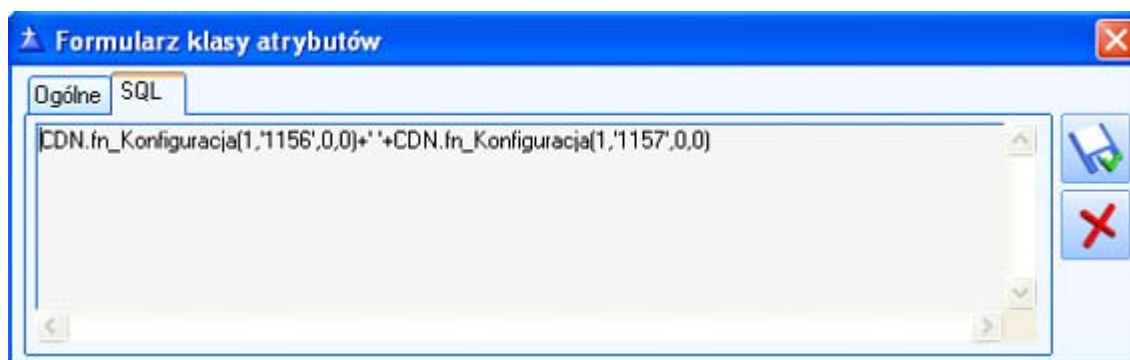 Formularz klasy atrybutów
Ogólne SQL
CDN.fn_Konfiguracja(1,'1156',0,0)+' '+CDN.fn_Konfiguracja(1,'1157',0,0)